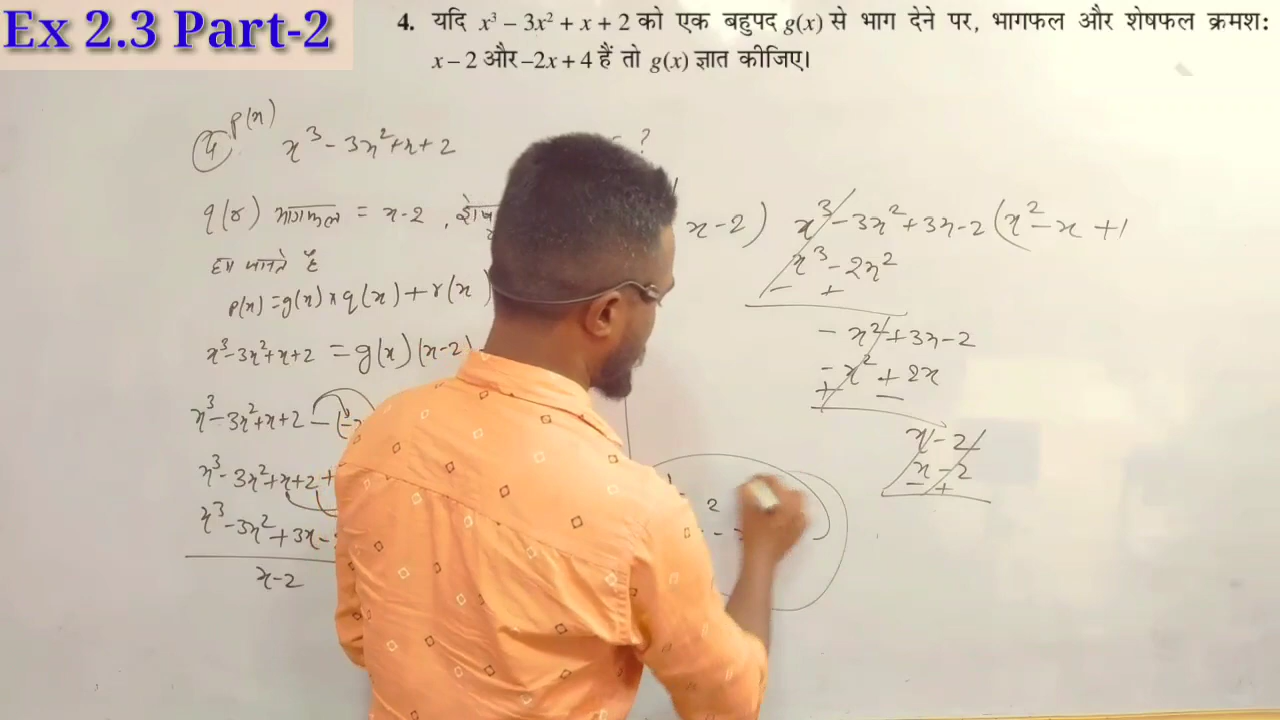 Ex 2.3 Part-2
4. यदि x³ – 3x² + x + 2 को एक बहुपद g(x) से भाग देने पर, भागफल और शेषफल क्रमश:
x – 2 और –2x + 4 हैं तो g(x) ज्ञात कीजिए।
p(x)
④ x³ - 3x² + x + 2
?
q(x) भागफल = x-2 ,
हम जानते हैं
p(x) = g(x) × q(x) + r(x
x³-3x²+x+2 = g(x) (x-2)
x³-3x²+x+2 - (-2
x³-3x²+x+2 +
x³-3x²+3x-
x-2
x-2) x³-3x²+3x-2 (x²-x+1
x³-2x²
- +
-x²+3x-2
-x²+2x
+ -
x-2
x-2
- +